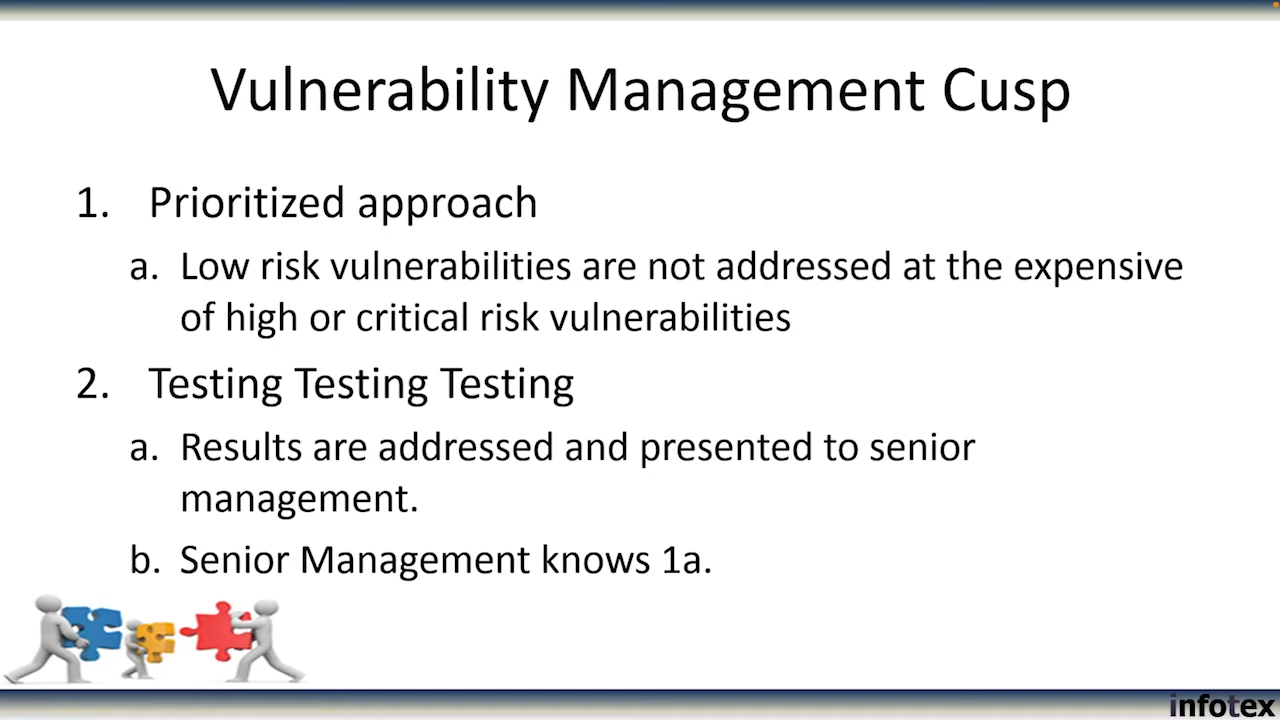 Vulnerability Management Cusp
1. Prioritized approach
a. Low risk vulnerabilities are not addressed at the expensive
of high or critical risk vulnerabilities
2. Testing Testing Testing
a. Results are addressed and presented to senior
management.
b. Senior Management knows 1a.
infotex